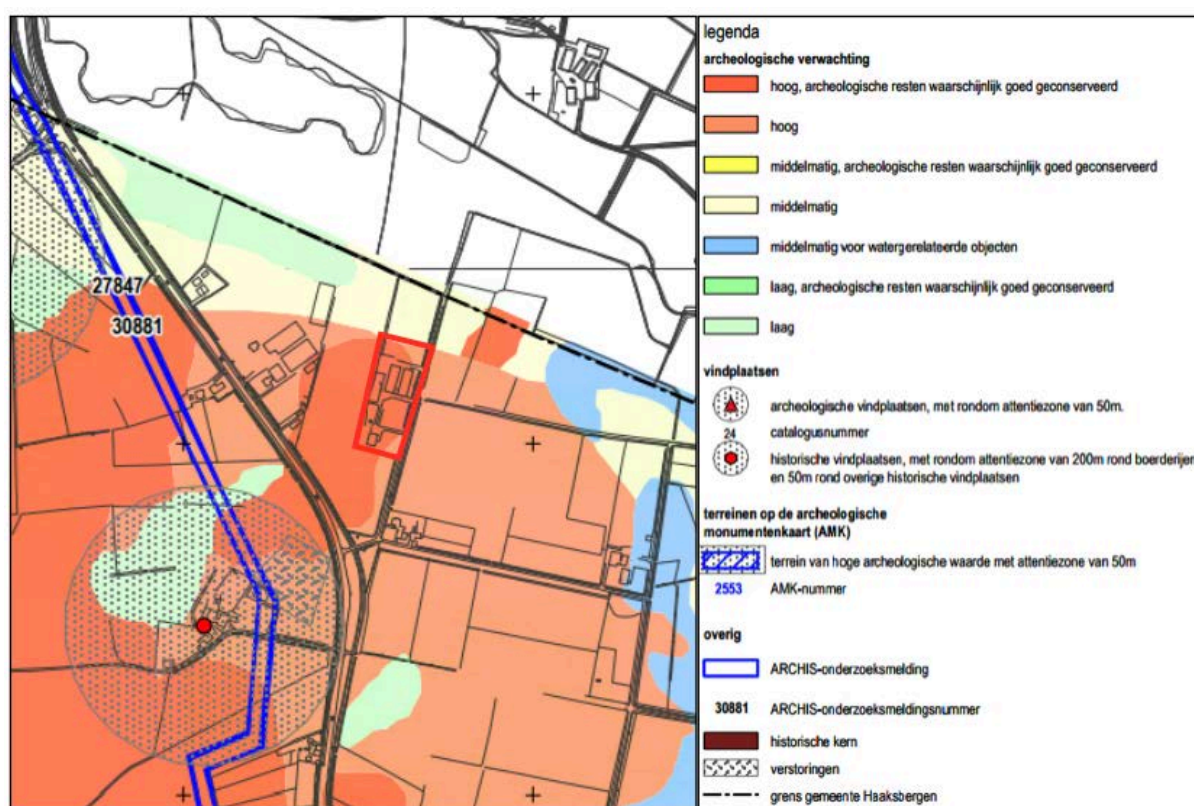 27847
30881
legenda
archeologische verwachting
hoog, archeologische resten waarschijnlijk goed geconserveerd
hoog
middelmatig, archeologische resten waarschijnlijk goed geconserveerd
middelmatig
middelmatig voor watergerelateerde objecten
laag, archeologische resten waarschijnlijk goed geconserveerd
laag
vindplaatsen
archeologische vindplaatsen, met rondom attentiezone van 50m.
24 catalogusnummer
historische vindplaatsen, met rondom attentiezone van 200m rond boerderijen
en 50m rond overige historische vindplaatsen
terreinen op de archeologische
monumentenkaart (AMK)
terrein van hoge archeologische waarde met attentiezone van 50m
2553 AMK-nummer
overig
ARCHIS-onderzoeksmelding
30881 ARCHIS-onderzoeksmeldingsnummer
historische kern
verstoringen
grens gemeente Haaksbergen